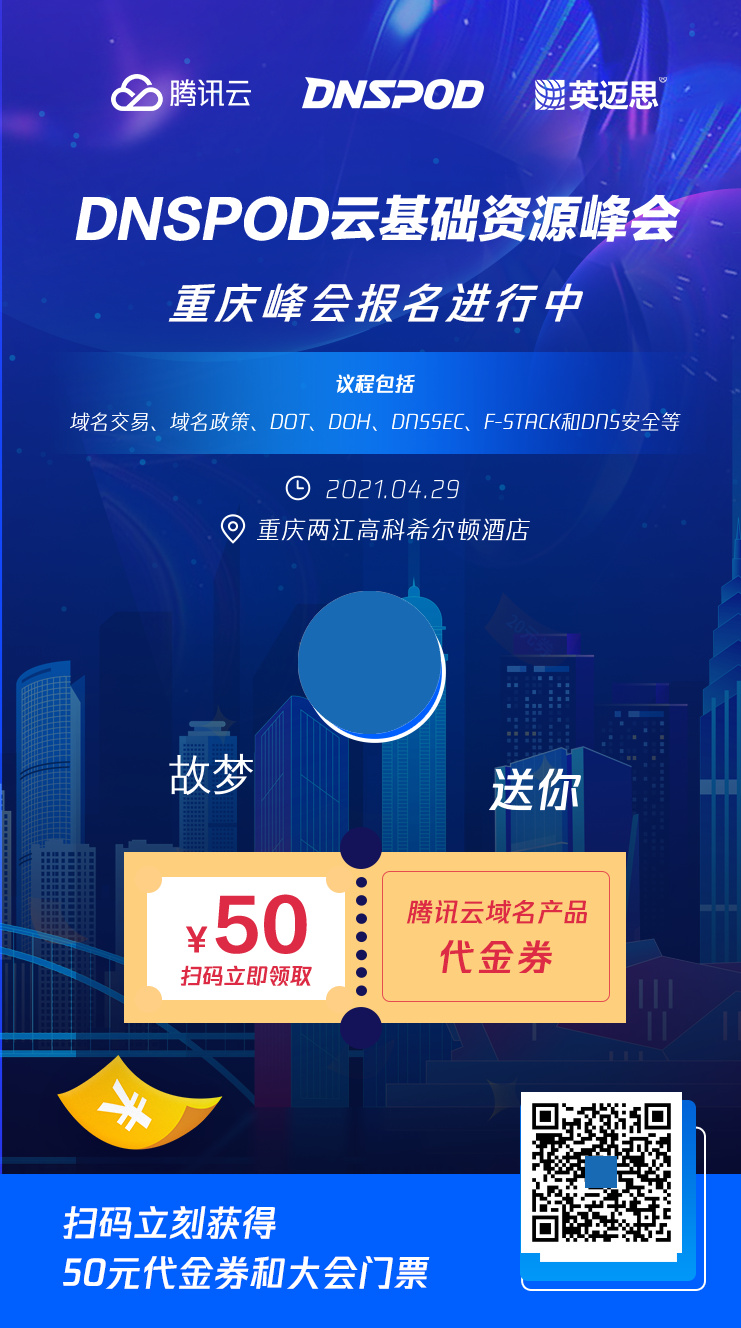 腾讯云 DNSPOD 英迈思
DNSPOD云基础资源峰会
重庆峰会报名进行中
议程包括
域名交易、域名政策、DOT、DOH、DNSSEC、F-STACK和DNS安全等
2021.04.29
重庆两江高科希尔顿酒店
故梦 送你
¥50
扫码立即领取
腾讯云域名产品
代金券
¥
扫码立刻获得
50元代金券和大会门票